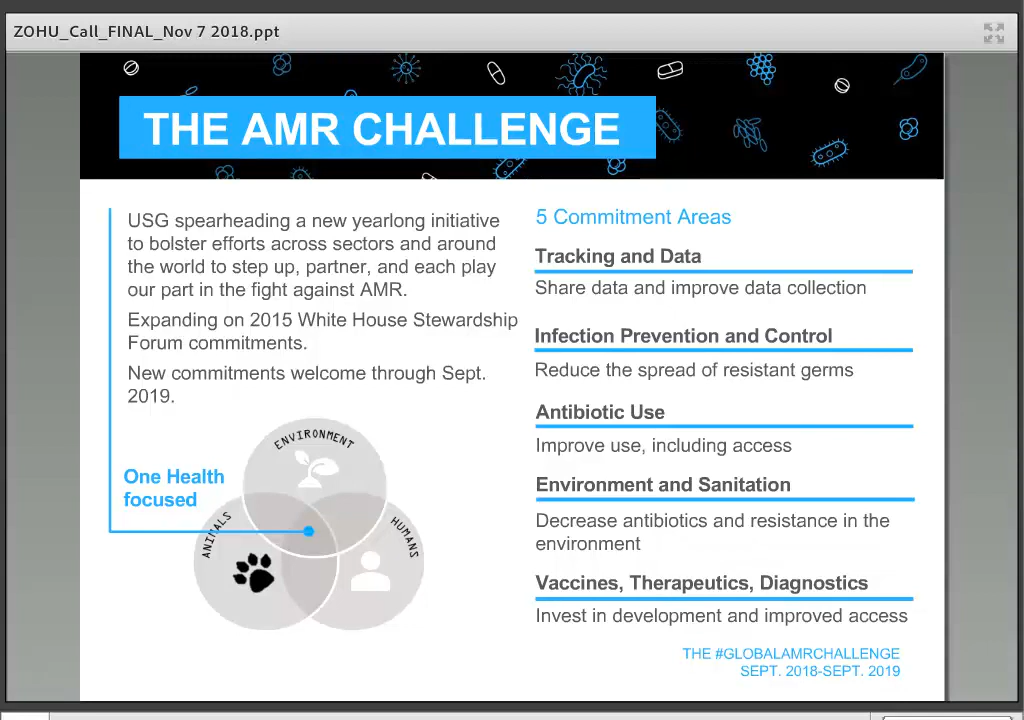 ZOHU_Call_FINAL_Nov 7 2018.ppt
THE AMR CHALLENGE
USG spearheading a new yearlong initiative
to bolster efforts across sectors and around
the world to step up, partner, and each play
our part in the fight against AMR.
Expanding on 2015 White House Stewardship
Forum commitments.
New commitments welcome through Sept.
2019.
One Health
focused
ENVIRONMENT
ANIMALS
HUMANS
5 Commitment Areas
Tracking and Data
Share data and improve data collection
Infection Prevention and Control
Reduce the spread of resistant germs
Antibiotic Use
Improve use, including access
Environment and Sanitation
Decrease antibiotics and resistance in the
environment
Vaccines, Therapeutics, Diagnostics
Invest in development and improved access
THE #GLOBALAMRCHALLENGE
SEPT. 2018-SEPT. 2019